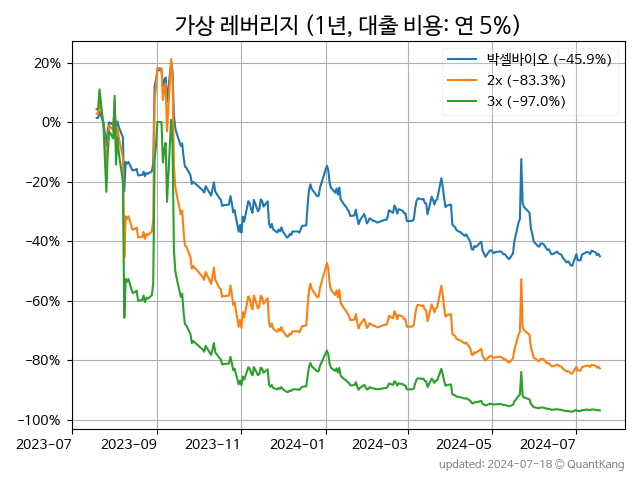 가상 레버리지 (1년, 대출 비용: 연 5%)
박셀바이오 (−45.9%)
2x (−83.3%)
3x (−97.0%)
20%
0%
−20%
−40%
−60%
−80%
−100%
2023-07 2023-09 2023-11 2024-01 2024-03 2024-05 2024-07
updated: 2024-07-18 ⓒ QuantKang